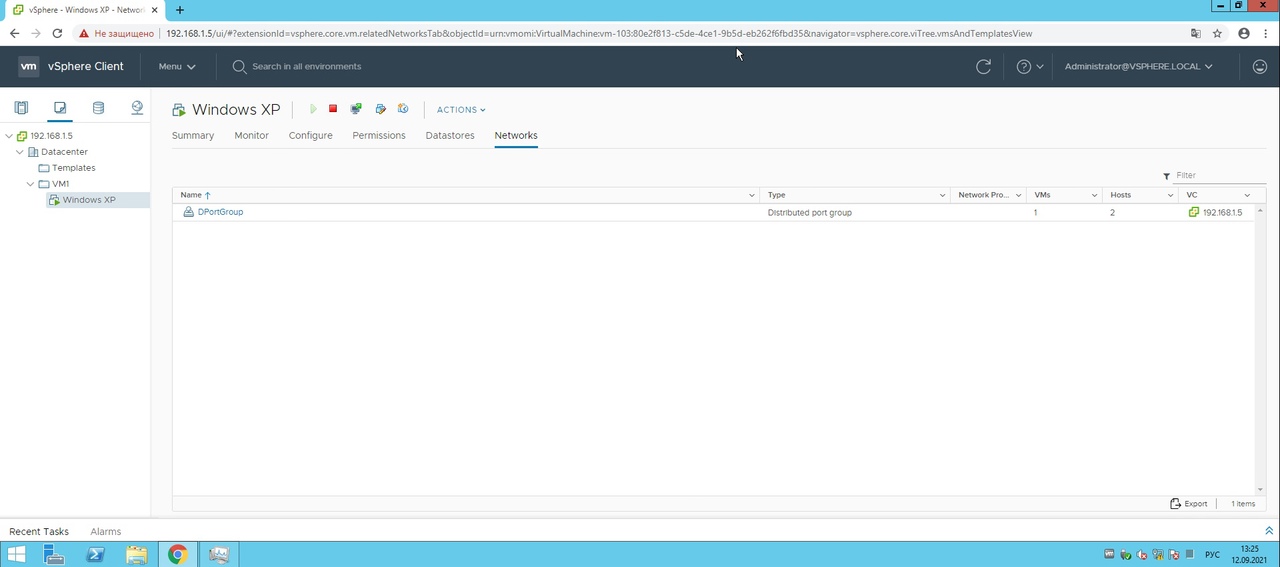 vSphere - Windows XP - Network
Не защищено 192.168.1.5/ui/#?extensionId=vsphere.core.vm.relatedNetworksTab&objectId=urn:vmomi:VirtualMachine:vm-103:80e2f813-c5de-4ce1-9b5d-eb262f6fbd35&navigator=vsphere.core.viTree.vmsAndTemplatesView
vm vSphere Client Menu Search in all environments Administrator@VSPHERE.LOCAL
Windows XP ACTIONS
Summary Monitor Configure Permissions Datastores Networks
192.168.1.5
Datacenter
Templates
VM1
Windows XP
Filter
Name Type Network Pro... VMs Hosts VC
DPortGroup Distributed port group 1 2 192.168.1.5
Export 1 items
Recent Tasks Alarms
РУС 13:25
12.09.2021